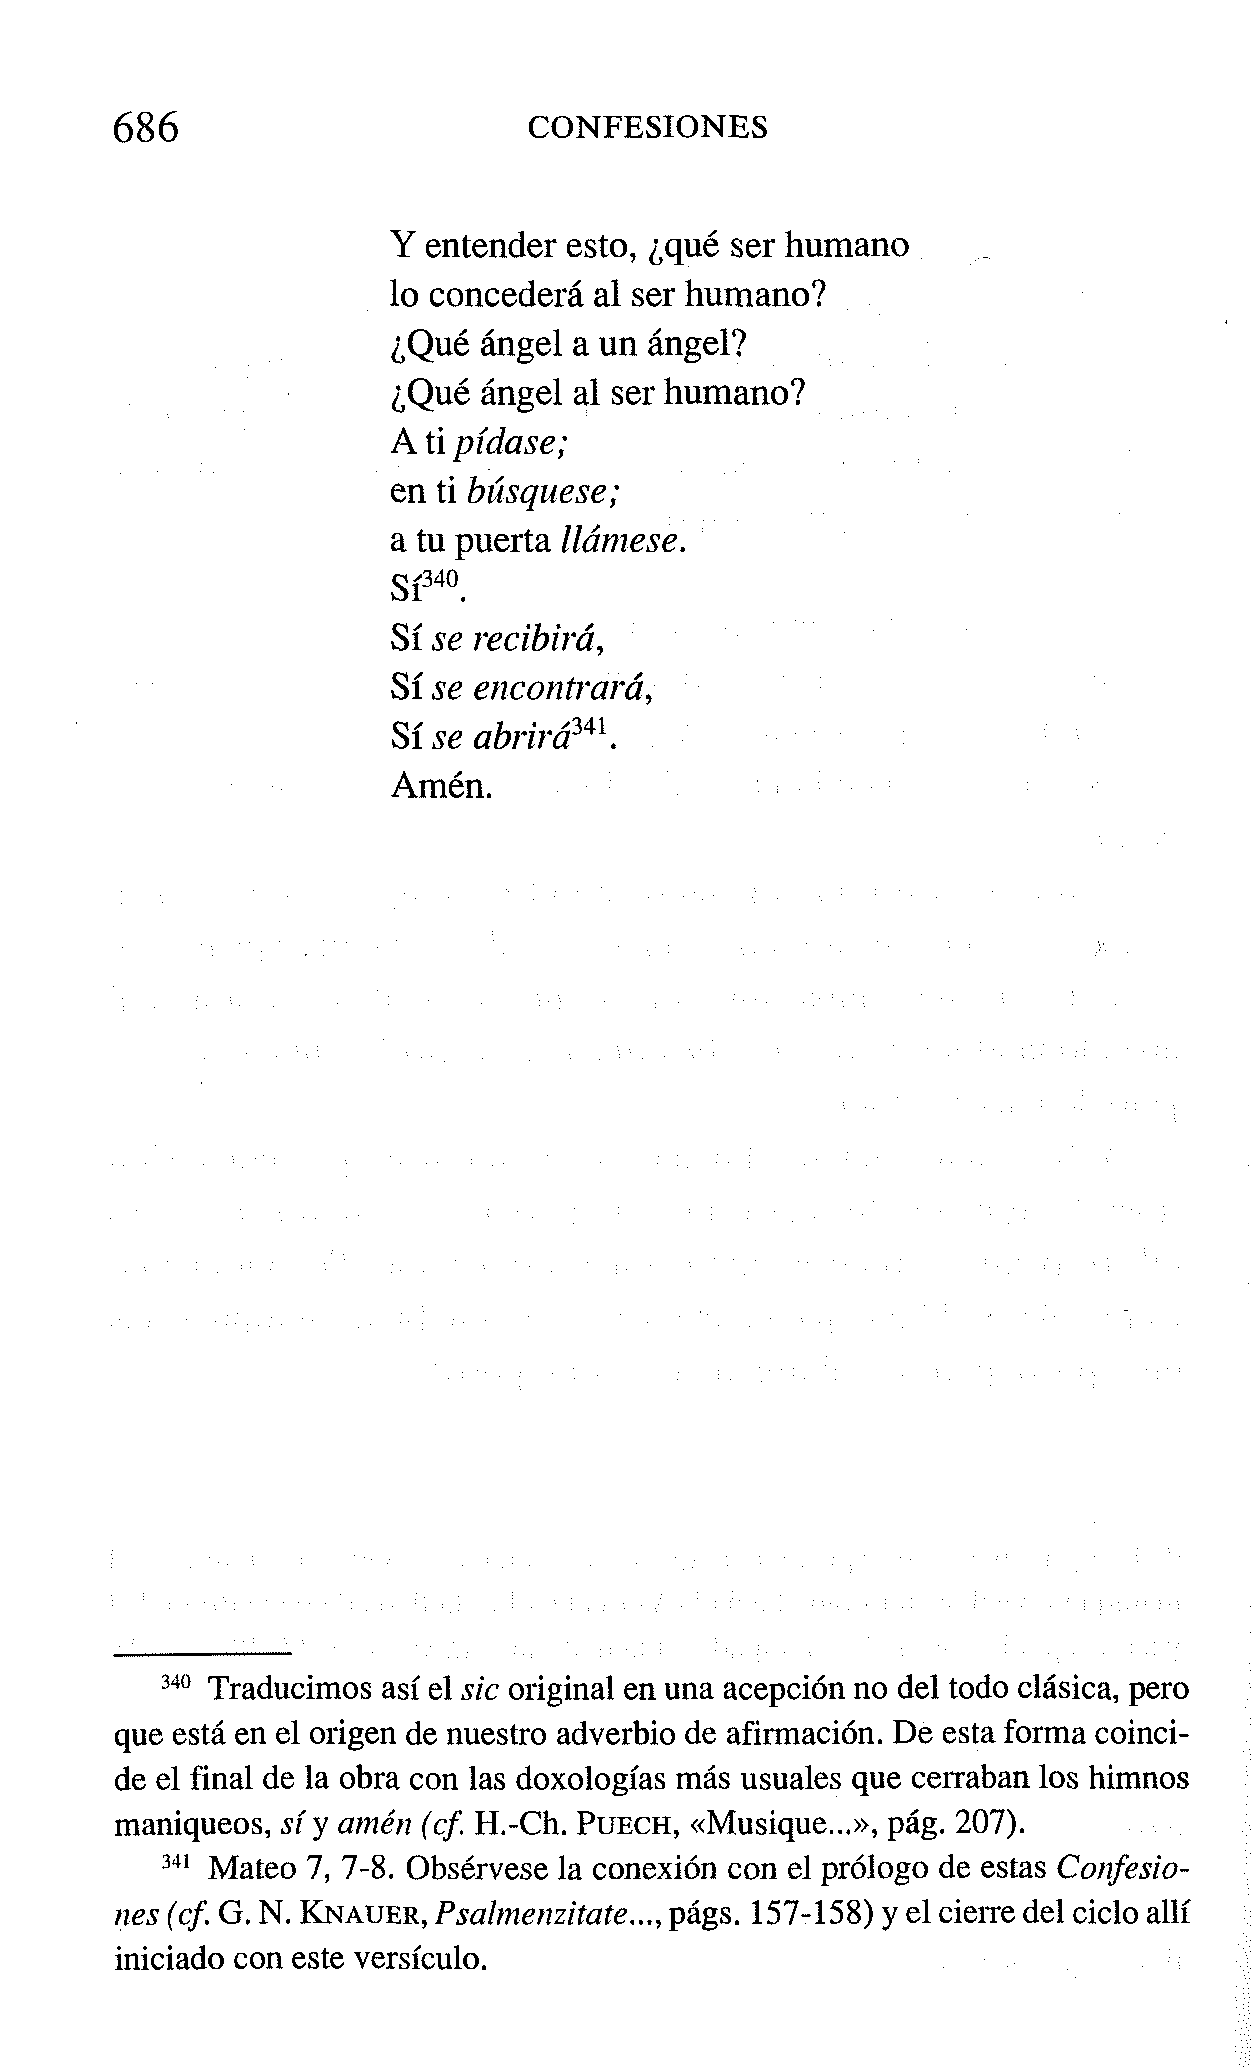 686 CONFESIONES
Y entender esto, ¿qué ser humano
lo concederá al ser humano?
¿Qué ángel a un ángel?
¿Qué ángel al ser humano?
A ti pídase;
en ti búsquese;
a tu puerta llámese.
Sí³⁴⁰.
Sí se recibirá,
Sí se encontrará,
Sí se abrirá³⁴¹.
Amén.
³⁴⁰ Traducimos así el sic original en una acepción no del todo clásica, pero
que está en el origen de nuestro adverbio de afirmación. De esta forma coinci-
de el final de la obra con las doxologías más usuales que cerraban los himnos
maniqueos, sí y amén (cf. H.-Ch. PUECH, «Musique...», pág. 207).
³⁴¹ Mateo 7, 7-8. Obsérvese la conexión con el prólogo de estas Confesio-
nes (cf. G. N. KNAUER, Psalmenzitate..., págs. 157-158) y el cierre del ciclo allí
iniciado con este versículo.